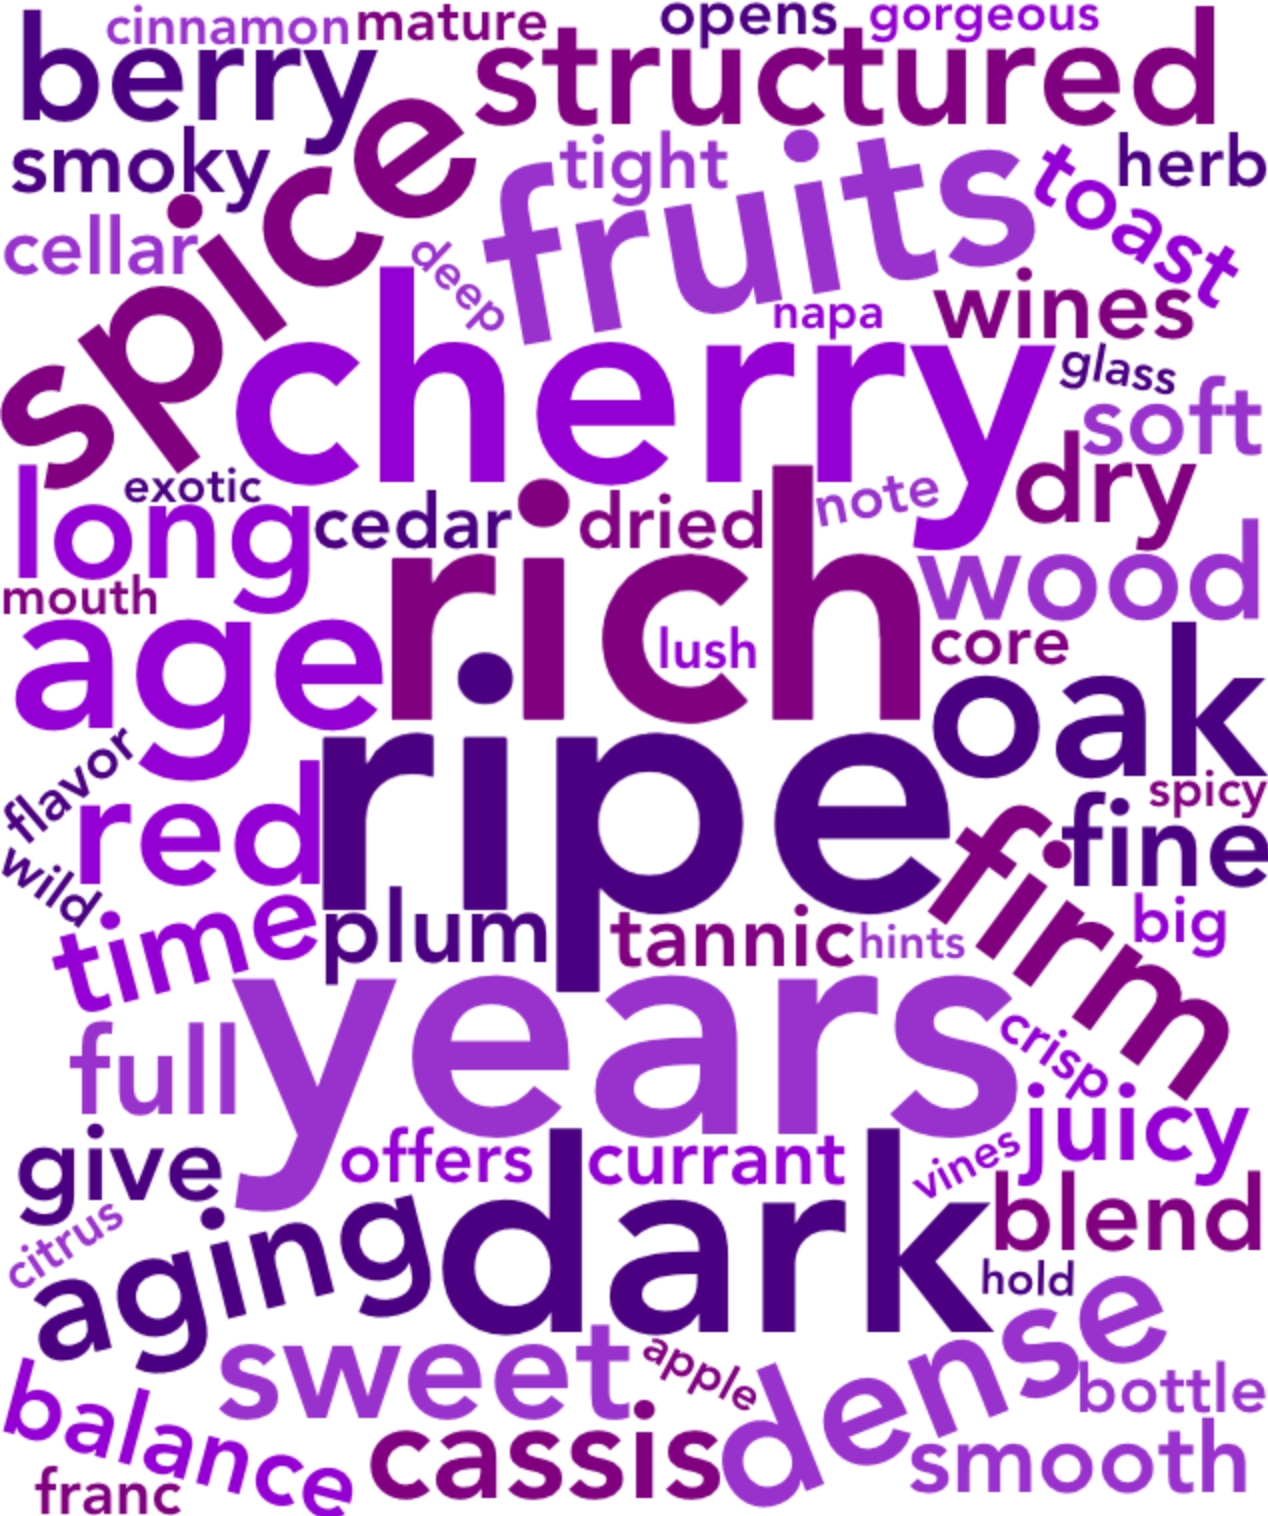 cinnamon mature opens gorgeous
berry structured
smoky spice tight fruits toast herb
cellar deep napa wines
cherry glass soft
long exotic cedar dried note dry
mouth rich wood
age lush core
flavor ripe oak
red spicy
wild firm fine
time plum tannic hints big
full years crisp
give offers currant vines juicy
citrus aging dark blend
hold
sweet apple dense bottle
balance cassis smooth
franc